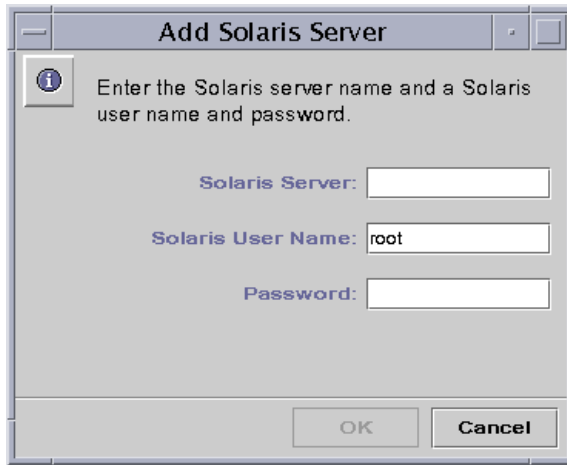 Add Solaris Server
Enter the Solaris server name and a Solaris
user name and password.
Solaris Server:
Solaris User Name: root
Password:
OK Cancel